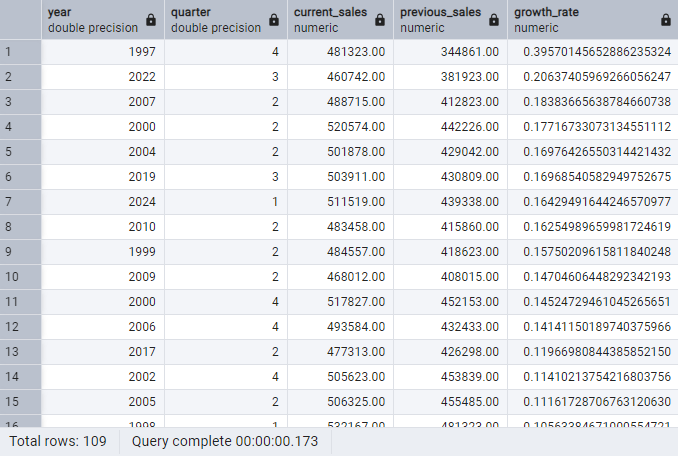 year quarter current_sales previous_sales growth_rate
double precision double precision numeric numeric numeric
1 1997 4 481323.00 344861.00 0.39570145652886235324
2 2022 3 460742.00 381923.00 0.20637405969266056247
3 2007 2 488715.00 412823.00 0.18383665638784660738
4 2000 2 520574.00 442226.00 0.17716733073134551112
5 2004 2 501878.00 429042.00 0.16976426550314421432
6 2019 3 503911.00 430809.00 0.16968540582949752675
7 2024 1 511519.00 439338.00 0.16429491644246570977
8 2010 2 483458.00 415860.00 0.16254989659981724619
9 1999 2 484557.00 418623.00 0.15750209615811840248
10 2009 2 468012.00 408015.00 0.14704606448292342193
11 2000 4 517827.00 452153.00 0.14524729461045265651
12 2006 4 493584.00 432433.00 0.14141150189740375966
13 2017 2 477313.00 426298.00 0.11966980844385852150
14 2002 4 505623.00 453839.00 0.11410213754216803756
15 2005 2 506325.00 455485.00 0.11161728706763120630
16 1998 1 532167.00 481323.00 0.10563384671000554721
Total rows: 109 Query complete 00:00:00.173